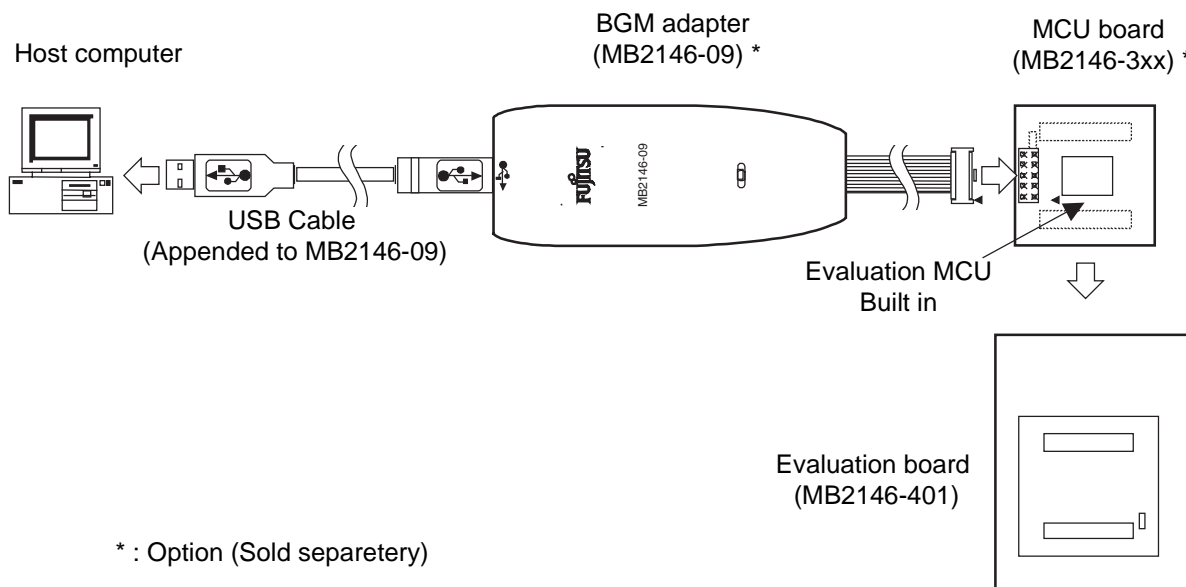 Host computer
BGM adapter
(MB2146-09) *
MCU board
(MB2146-3xx) *
FUJITSU
MB2146-09
USB Cable
(Appended to MB2146-09)
Evaluation MCU
Built in
Evaluation board
(MB2146-401)
* : Option (Sold separetery)